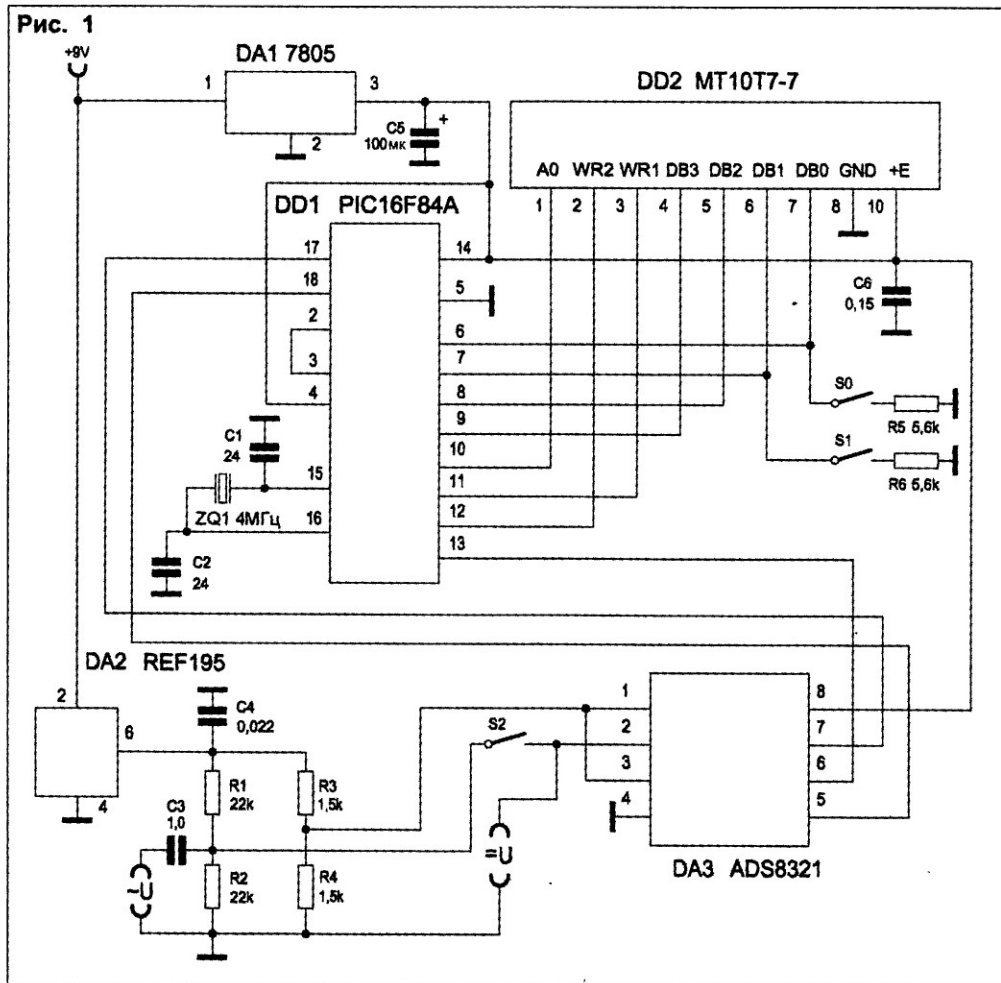 Рис. 1
+9V
DA1 7805
1
3
2
C5
100мк
+
DD2 MT10T7-7
A0 WR2 WR1 DB3 DB2 DB1 DB0 GND +E
1 2 3 4 5 6 7 8 10
DD1 PIC16F84A
17
18
2
3
4
15
16
14
5
6
7
8
9
10
11
12
13
C6
0,15
S0
R5 5,6k
S1
R6 5,6k
C1
24
ZQ1 4МГц
C2
24
DA2 REF195
2
6
4
C4
0,022
R1
22k
R3
1,5k
C3
1,0
R2
22k
R4
1,5k
U~
S2
U=
1
2
3
4
8
7
6
5
DA3 ADS8321